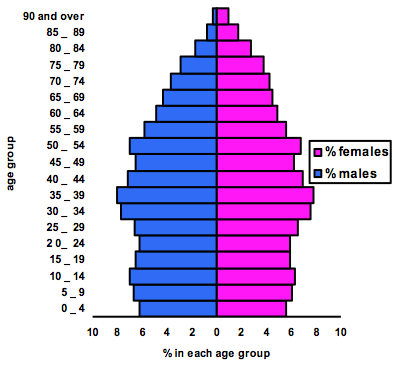 90 and over
85 _ 89
80 _ 84
75 _ 79
70 _ 74
65 _ 69
60 _ 64
55 _ 59
50 _ 54
45 _ 49
40 _ 44
35 _ 39
30 _ 34
25 _ 29
20 _ 24
15 _ 19
10 _ 14
5 _ 9
0 _ 4
age group
% females
% males
10 8 6 4 2 0 2 4 6 8 10
% in each age group